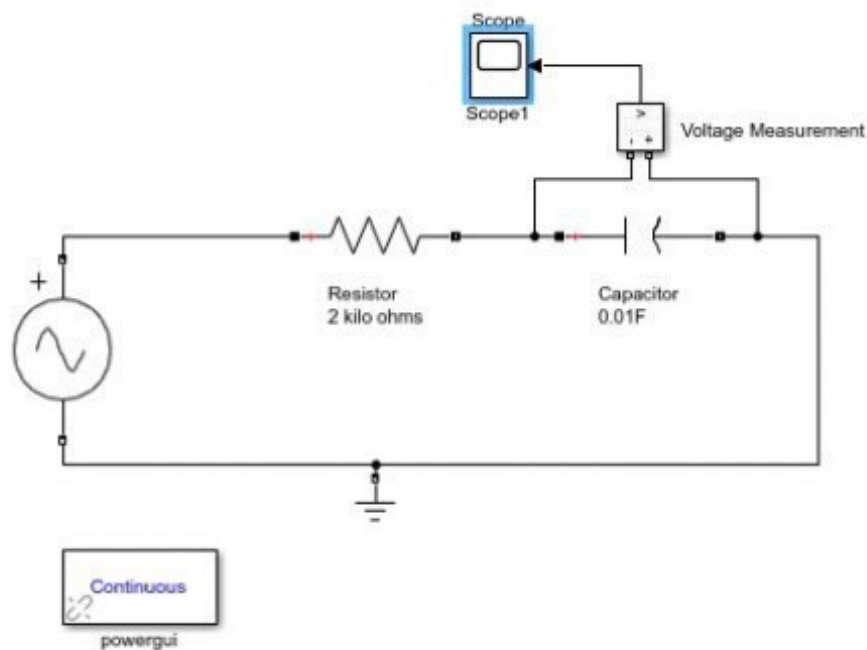 Scope
Scope1
Voltage Measurement
Resistor
2 kilo ohms
Capacitor
0.01F
Continuous
powergui